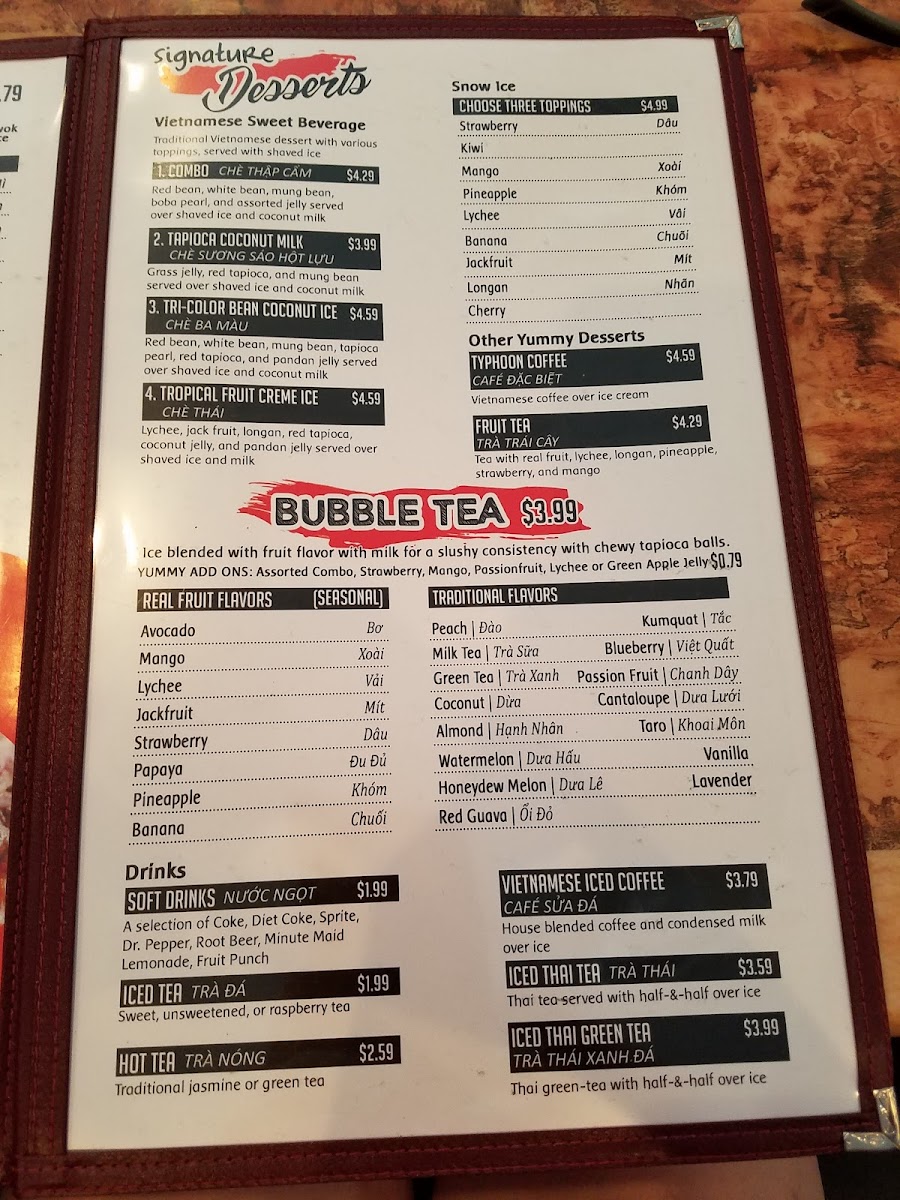 .79
wok
Signature
Desserts
Vietnamese Sweet Beverage
Traditional Vietnamese dessert with various
toppings, served with shaved ice
1. COMBO CHÈ THẬP CẨM $4.29
Red bean, white bean, mung bean,
boba pearl, and assorted jelly served
over shaved ice and coconut milk
2. TAPIOCA COCONUT MILK $3.99
CHÈ SƯƠNG SÁO HỘT LỰU
Grass jelly, red tapioca, and mung bean
served over shaved ice and coconut milk
3. TRI-COLOR BEAN COCONUT ICE $4.59
CHÈ BA MÀU
Red bean, white bean, mung bean, tapioca
pearl, red tapioca, and pandan jelly served
over shaved ice and coconut milk
4. TROPICAL FRUIT CREME ICE $4.59
CHÈ THÁI
Lychee, jack fruit, longan, red tapioca,
coconut jelly, and pandan jelly served over
shaved ice and milk
Snow Ice
CHOOSE THREE TOPPINGS $4.99
Strawberry Dâu
Kiwi
Mango Xoài
Pineapple Khóm
Lychee Vải
Banana Chuối
Jackfruit Mít
Longan Nhãn
Cherry
Other Yummy Desserts
TYPHOON COFFEE $4.59
CAFÉ ĐẶC BIỆT
Vietnamese coffee over ice cream
FRUIT TEA $4.29
TRÀ TRÁI CÂY
Tea with real fruit, lychee, longan, pineapple,
strawberry, and mango
BUBBLE TEA $3.99
Ice blended with fruit flavor with milk for a slushy consistency with chewy tapioca balls.
YUMMY ADD ONS: Assorted Combo, Strawberry, Mango, Passionfruit, Lychee or Green Apple Jelly $0.79
REAL FRUIT FLAVORS (SEASONAL)
Avocado Bơ
Mango Xoài
Lychee Vải
Jackfruit Mít
Strawberry Dâu
Papaya Đu Đủ
Pineapple Khóm
Banana Chuối
TRADITIONAL FLAVORS
Peach | Đào Kumquat | Tắc
Milk Tea | Trà Sữa Blueberry | Việt Quất
Green Tea | Trà Xanh Passion Fruit | Chanh Dây
Coconut | Dừa Cantaloupe | Dưa Lưới
Almond | Hạnh Nhân Taro | Khoai Môn
Watermelon | Dưa Hấu Vanilla
Honeydew Melon | Dưa Lê Lavender
Red Guava | Ổi Đỏ
Drinks
SOFT DRINKS NƯỚC NGỌT $1.99
A selection of Coke, Diet Coke, Sprite,
Dr. Pepper, Root Beer, Minute Maid
Lemonade, Fruit Punch
ICED TEA TRÀ ĐÁ $1.99
Sweet, unsweetened, or raspberry tea
HOT TEA TRÀ NÓNG $2.59
Traditional jasmine or green tea
VIETNAMESE ICED COFFEE $3.79
CAFÉ SỬA ĐÁ
House blended coffee and condensed milk
over ice
ICED THAI TEA TRÀ THÁI $3.59
Thai tea served with half-&-half over ice
ICED THAI GREEN TEA $3.99
TRÀ THÁI XANH ĐÁ
Thai green-tea with half-&-half over ice